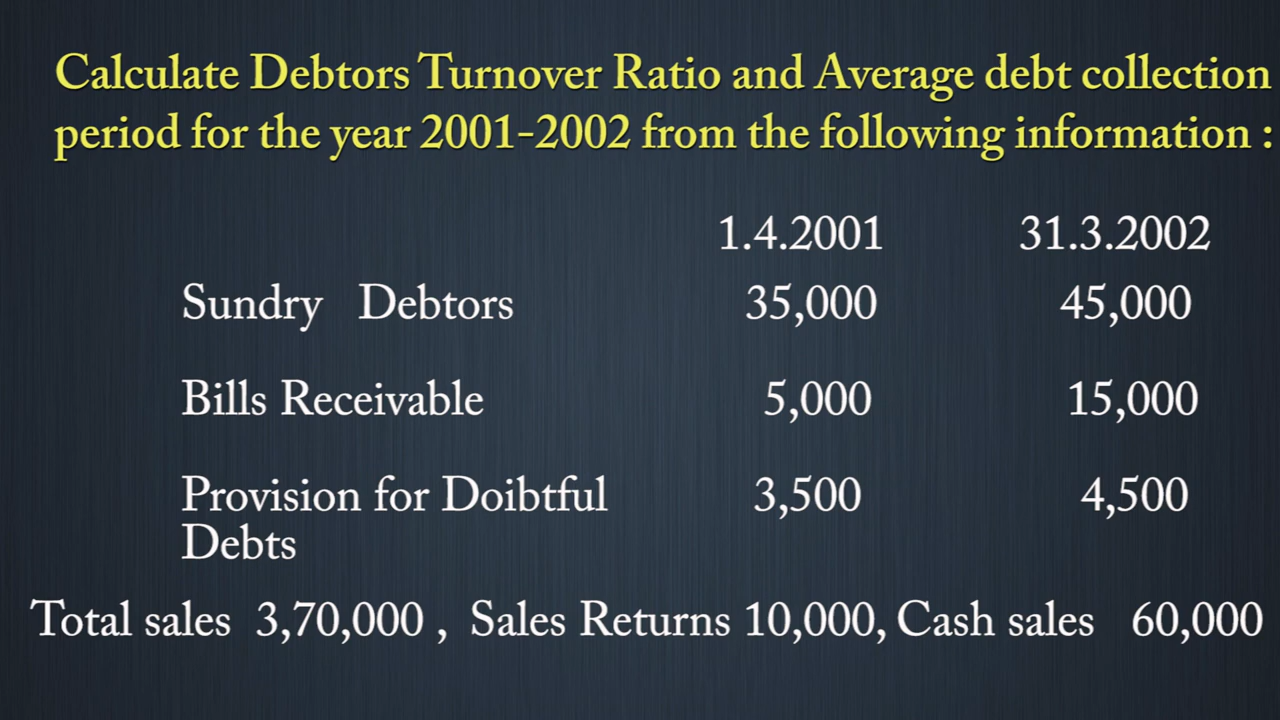 Calculate Debtors Turnover Ratio and Average debt collection
period for the year 2001-2002 from the following information :
1.4.2001 31.3.2002
Sundry Debtors 35,000 45,000
Bills Receivable 5,000 15,000
Provision for Doibtful 3,500 4,500
Debts
Total sales 3,70,000 , Sales Returns 10,000, Cash sales 60,000